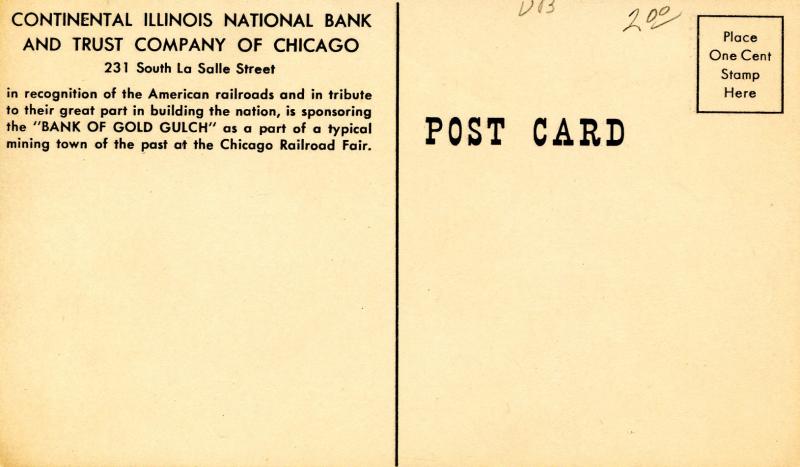 CONTINENTAL ILLINOIS NATIONAL BANK
AND TRUST COMPANY OF CHICAGO
231 South La Salle Street
in recognition of the American railroads and in tribute
to their great part in building the nation, is sponsoring
the "BANK OF GOLD GULCH" as a part of a typical
mining town of the past at the Chicago Railroad Fair.
200
Place
One Cent
Stamp
Here
POST CARD